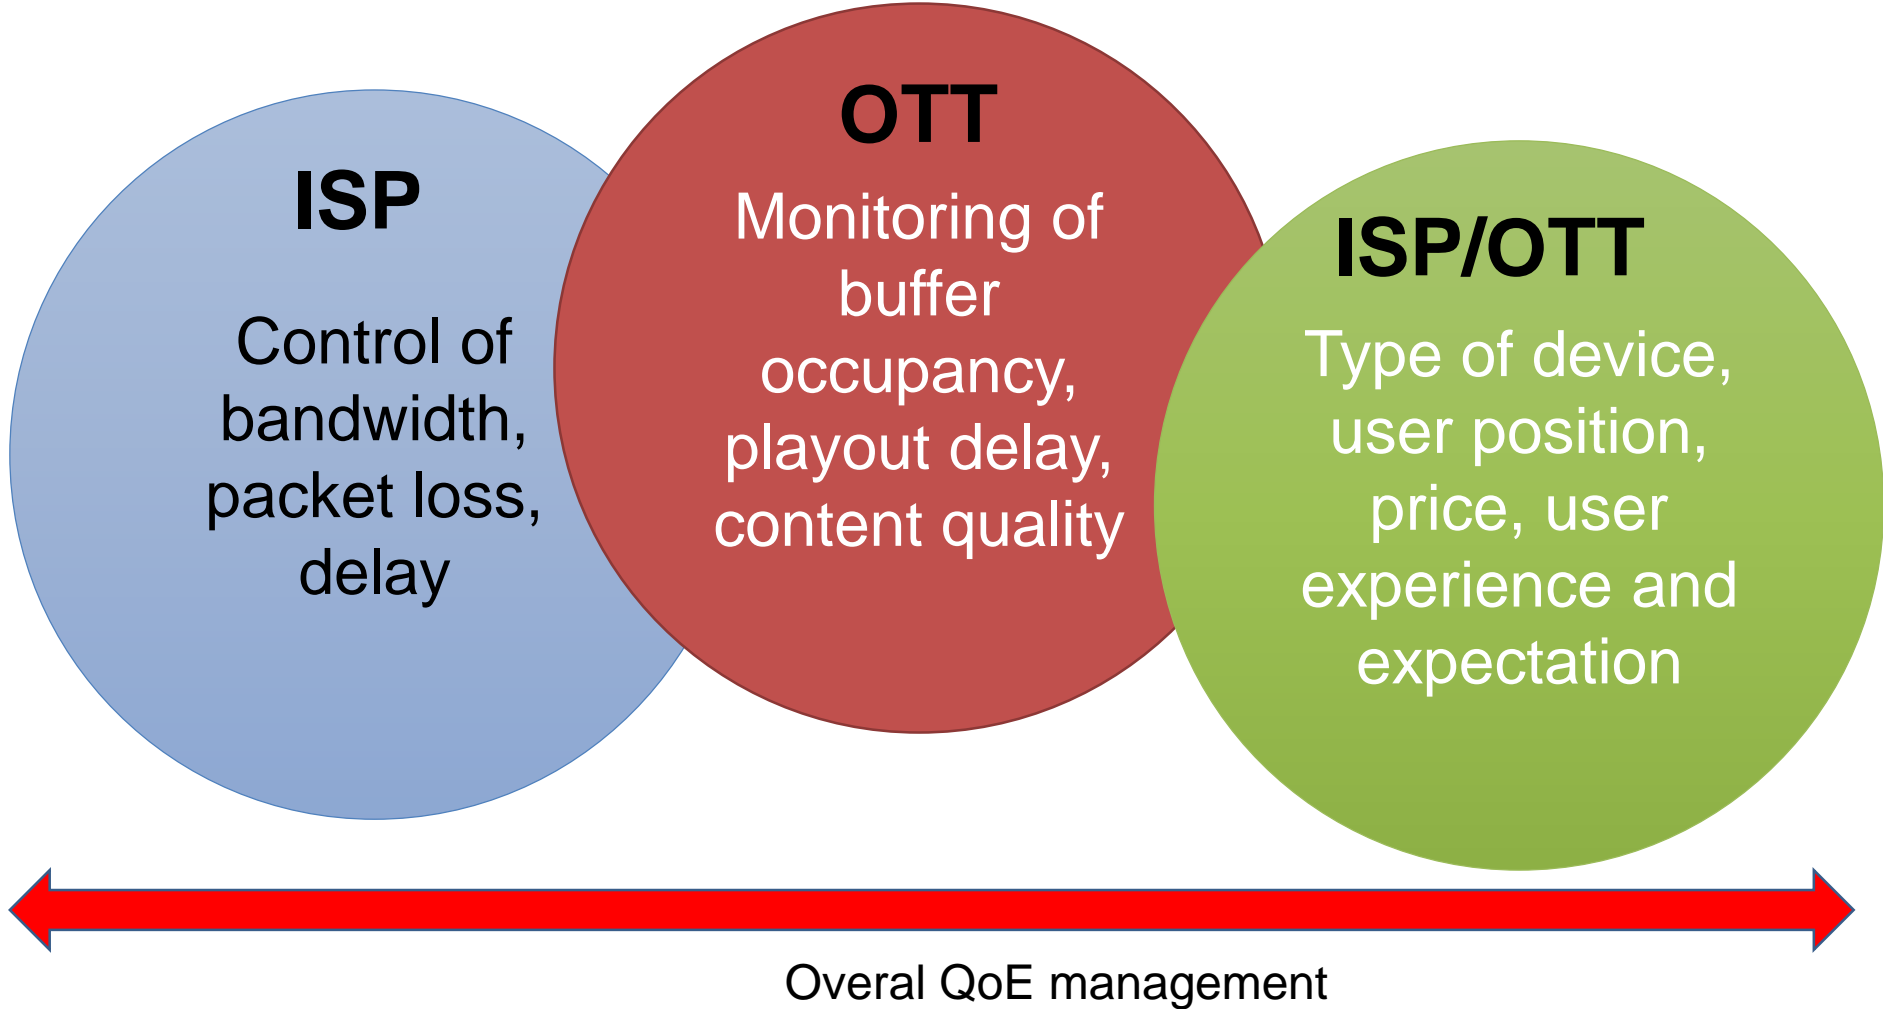 ISP
Control of
bandwidth,
packet loss,
delay
OTT
Monitoring of
buffer
occupancy,
playout delay,
content quality
ISP/OTT
Type of device,
user position,
price, user
experience and
expectation
Overal QoE management